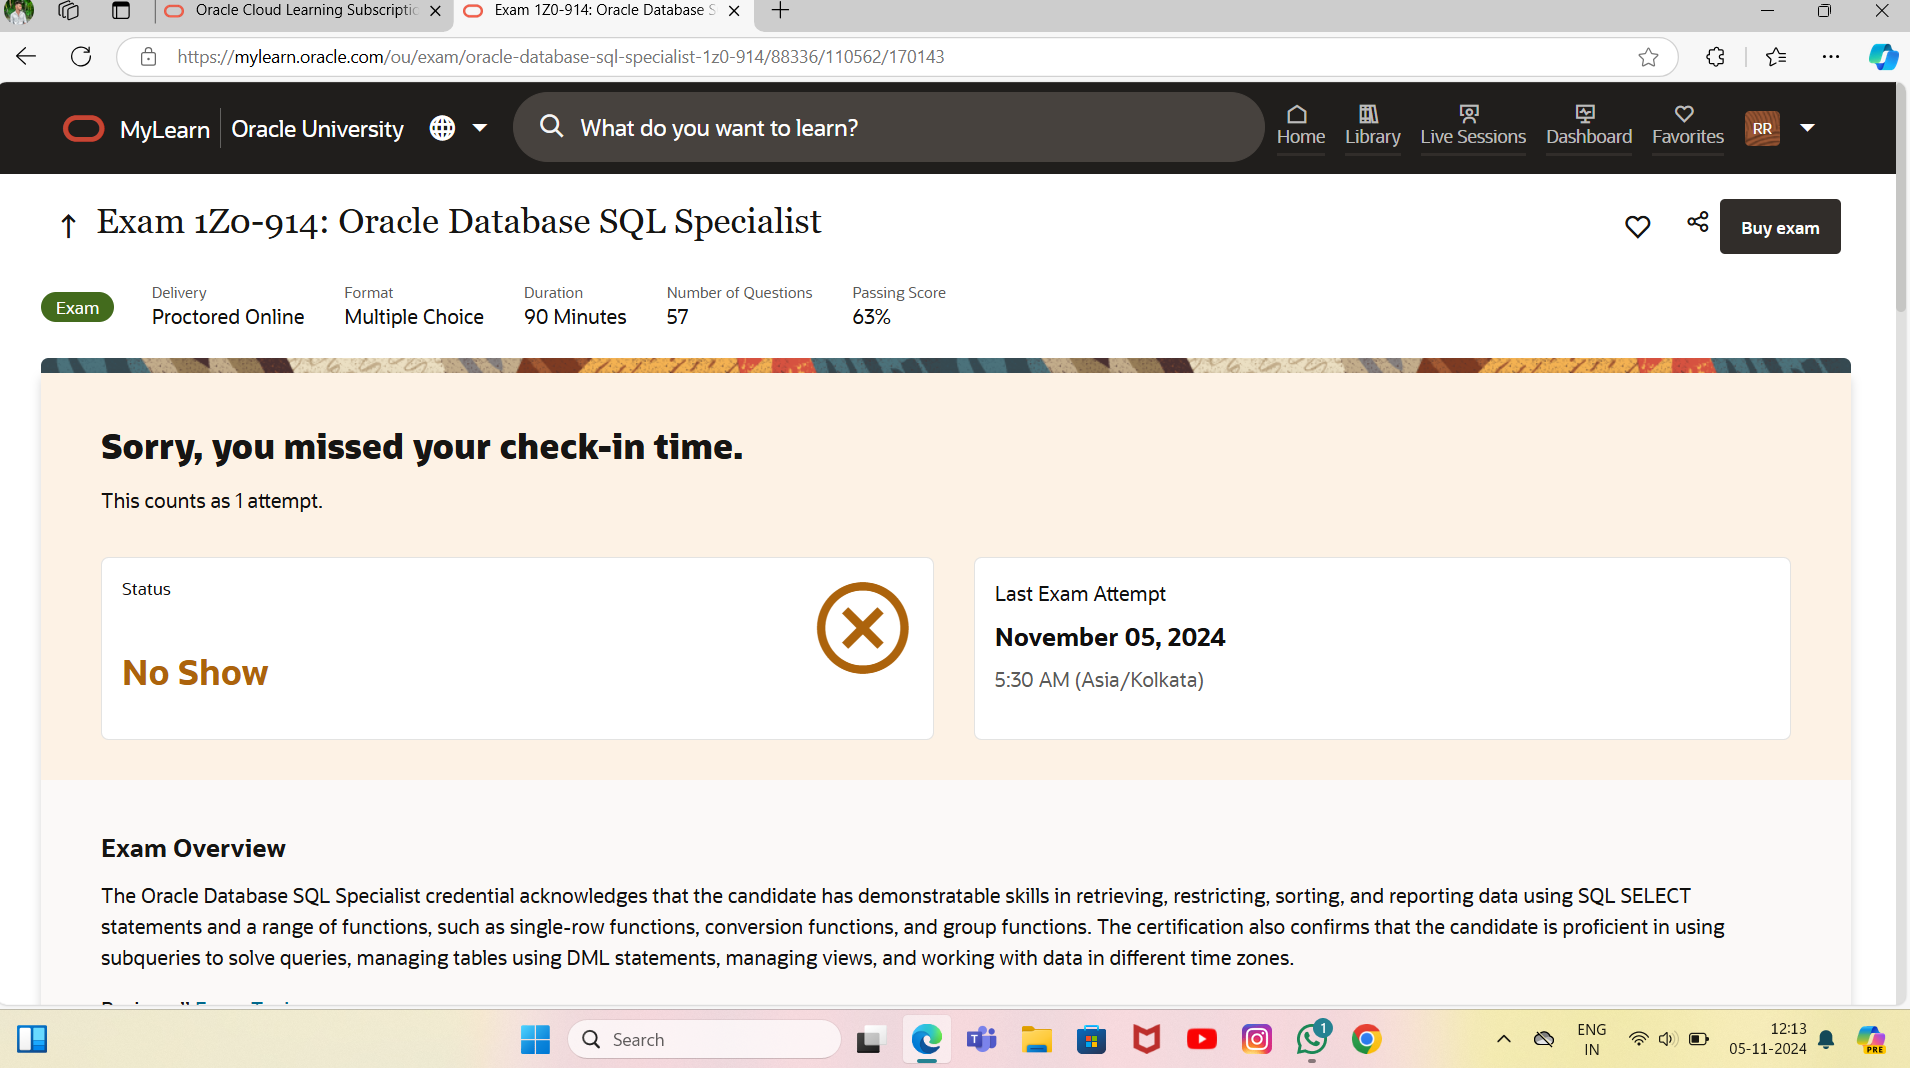 Oracle Cloud Learning Subscriptio
Exam 1Z0-914: Oracle Database S
https://mylearn.oracle.com/ou/exam/oracle-database-sql-specialist-1z0-914/88336/110562/170143
MyLearn
Oracle University
What do you want to learn?
Home
Library
Live Sessions
Dashboard
Favorites
RR
Exam 1Z0-914: Oracle Database SQL Specialist
Buy exam
Exam
Delivery
Proctored Online
Format
Multiple Choice
Duration
90 Minutes
Number of Questions
57
Passing Score
63%
Sorry, you missed your check-in time.
This counts as 1 attempt.
Status
No Show
Last Exam Attempt
November 05, 2024
5:30 AM (Asia/Kolkata)
Exam Overview
The Oracle Database SQL Specialist credential acknowledges that the candidate has demonstratable skills in retrieving, restricting, sorting, and reporting data using SQL SELECT
statements and a range of functions, such as single-row functions, conversion functions, and group functions. The certification also confirms that the candidate is proficient in using
subqueries to solve queries, managing tables using DML statements, managing views, and working with data in different time zones.
Search
1
ENG
IN
12:13
05-11-2024
PRE